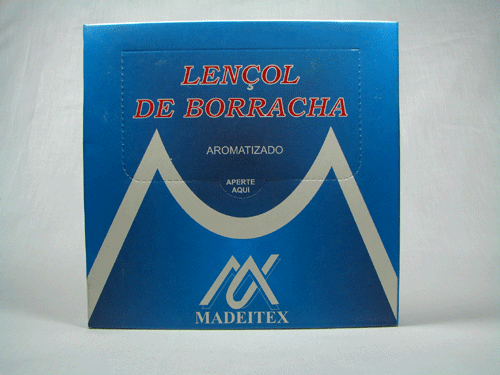 LENÇOL
DE BORRACHA
AROMATIZADO
APERTE
AQUI
MADEITEX